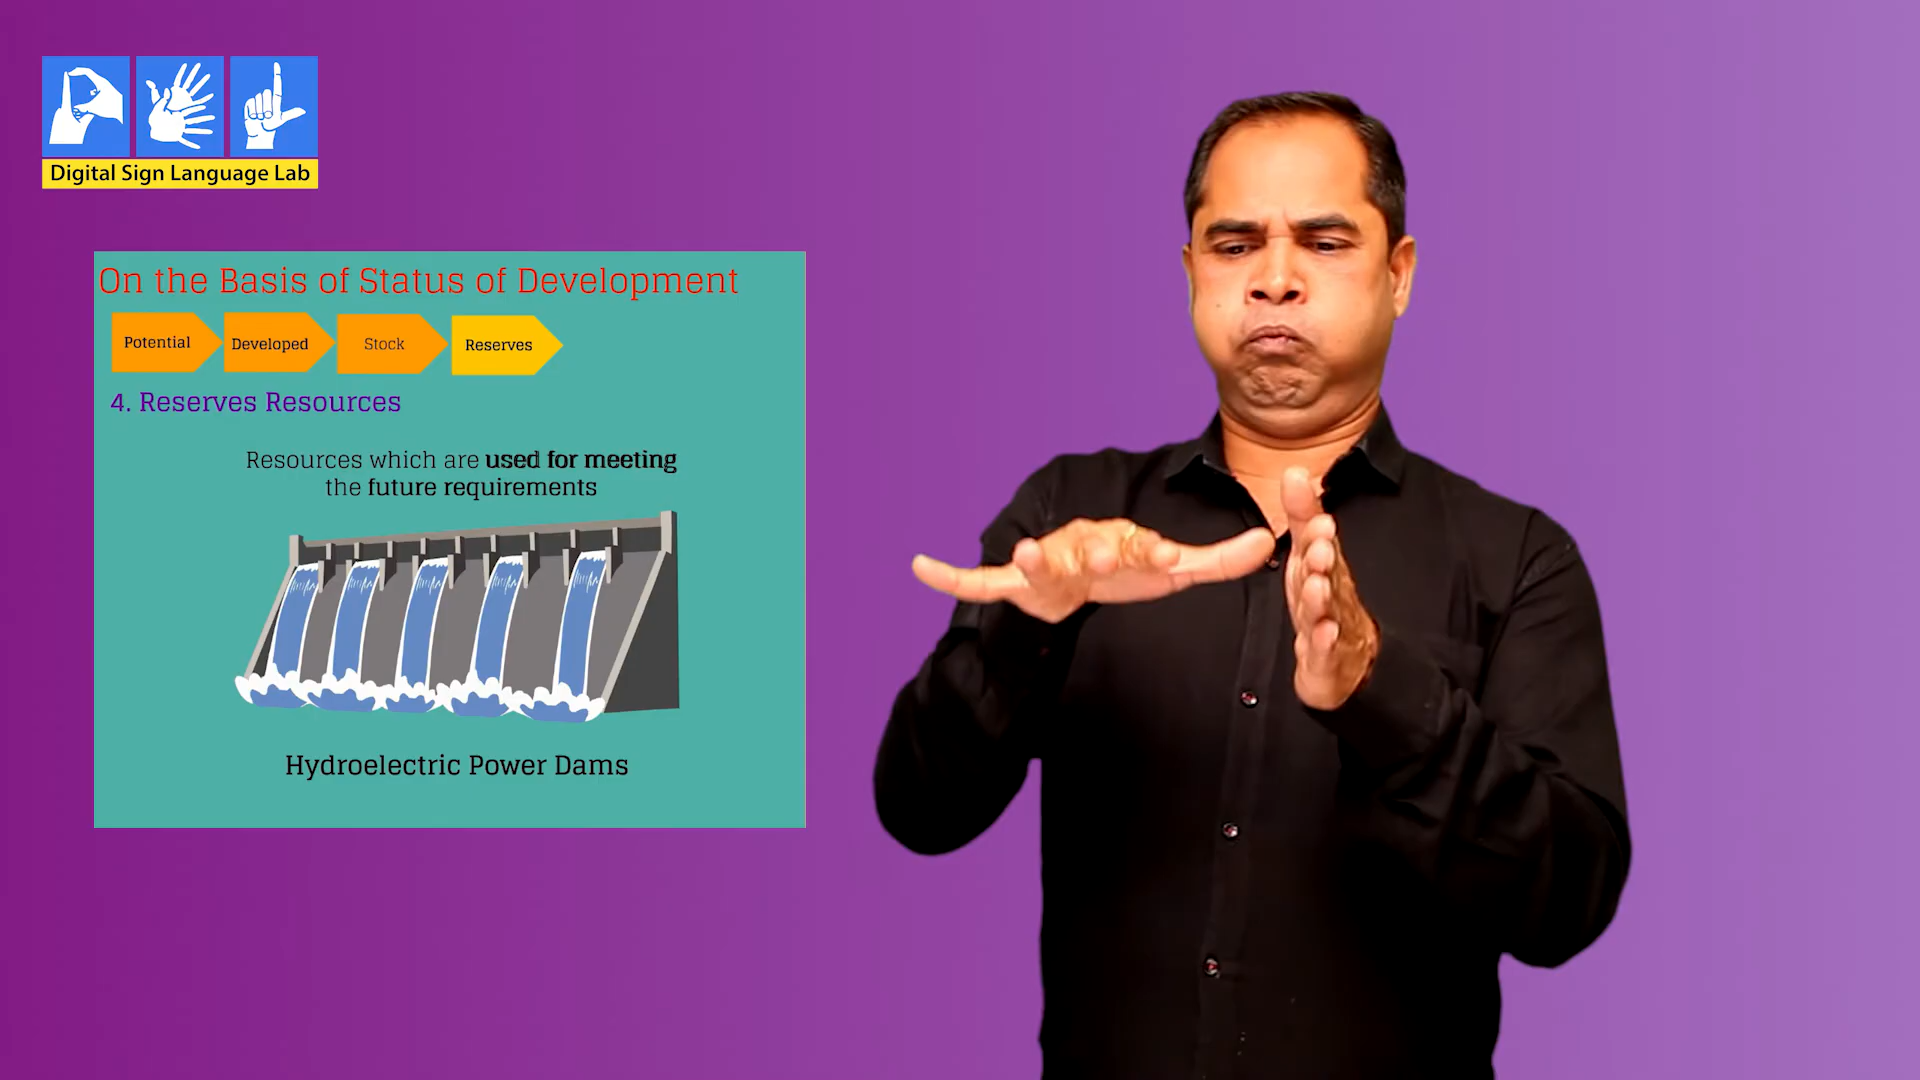 Digital Sign Language Lab
On the Basis of Status of Development
Potential
Developed
Stock
Reserves
4. Reserves Resources
Resources which are used for meeting
the future requirements
Hydroelectric Power Dams